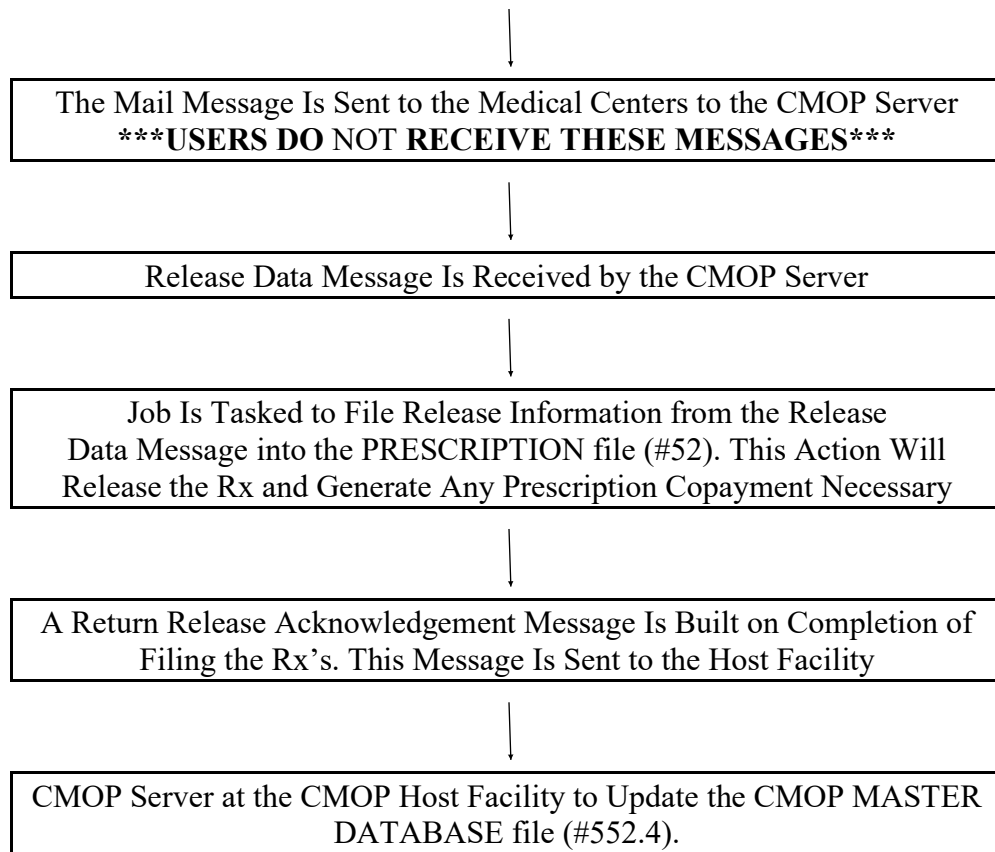 The Mail Message Is Sent to the Medical Centers to the CMOP Server
***USERS DO NOT RECEIVE THESE MESSAGES***
Release Data Message Is Received by the CMOP Server
Job Is Tasked to File Release Information from the Release
Data Message into the PRESCRIPTION file (#52). This Action Will
Release the Rx and Generate Any Prescription Copayment Necessary
A Return Release Acknowledgement Message Is Built on Completion of
Filing the Rx's. This Message Is Sent to the Host Facility
CMOP Server at the CMOP Host Facility to Update the CMOP MASTER
DATABASE file (#552.4).